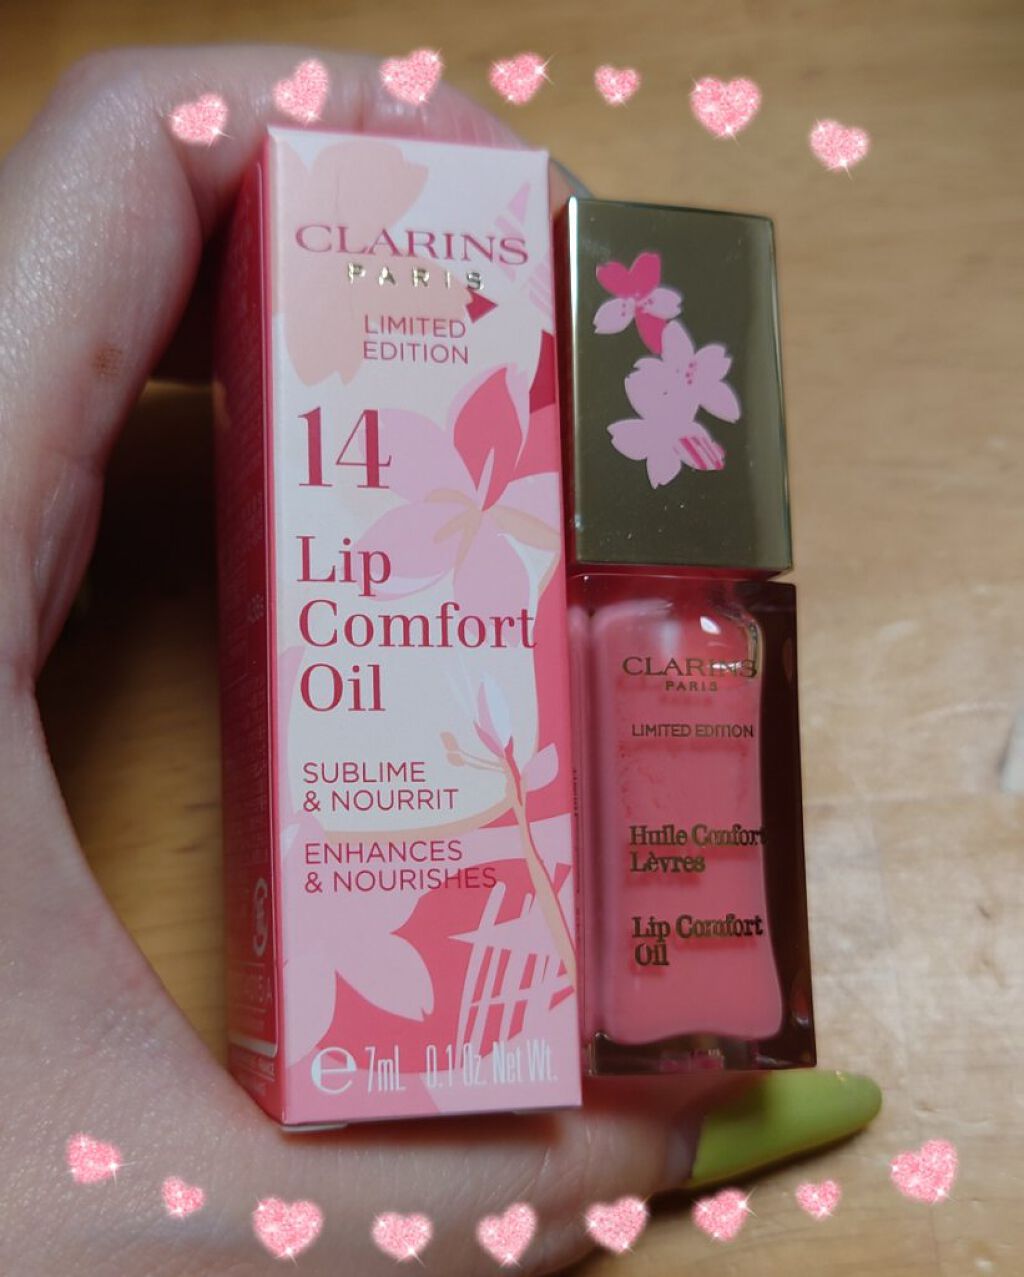 CLARINS
PARIS
LIMITED
EDITION
14
Lip
Comfort
Oil
SUBLIME
& NOURRIT
ENHANCES
& NOURISHES
e 7mL 0.1 Oz. Net Wt.
CLARINS
PARIS
LIMITED EDITION
Huile Confort
Lèvres
Lip Comfort
Oil